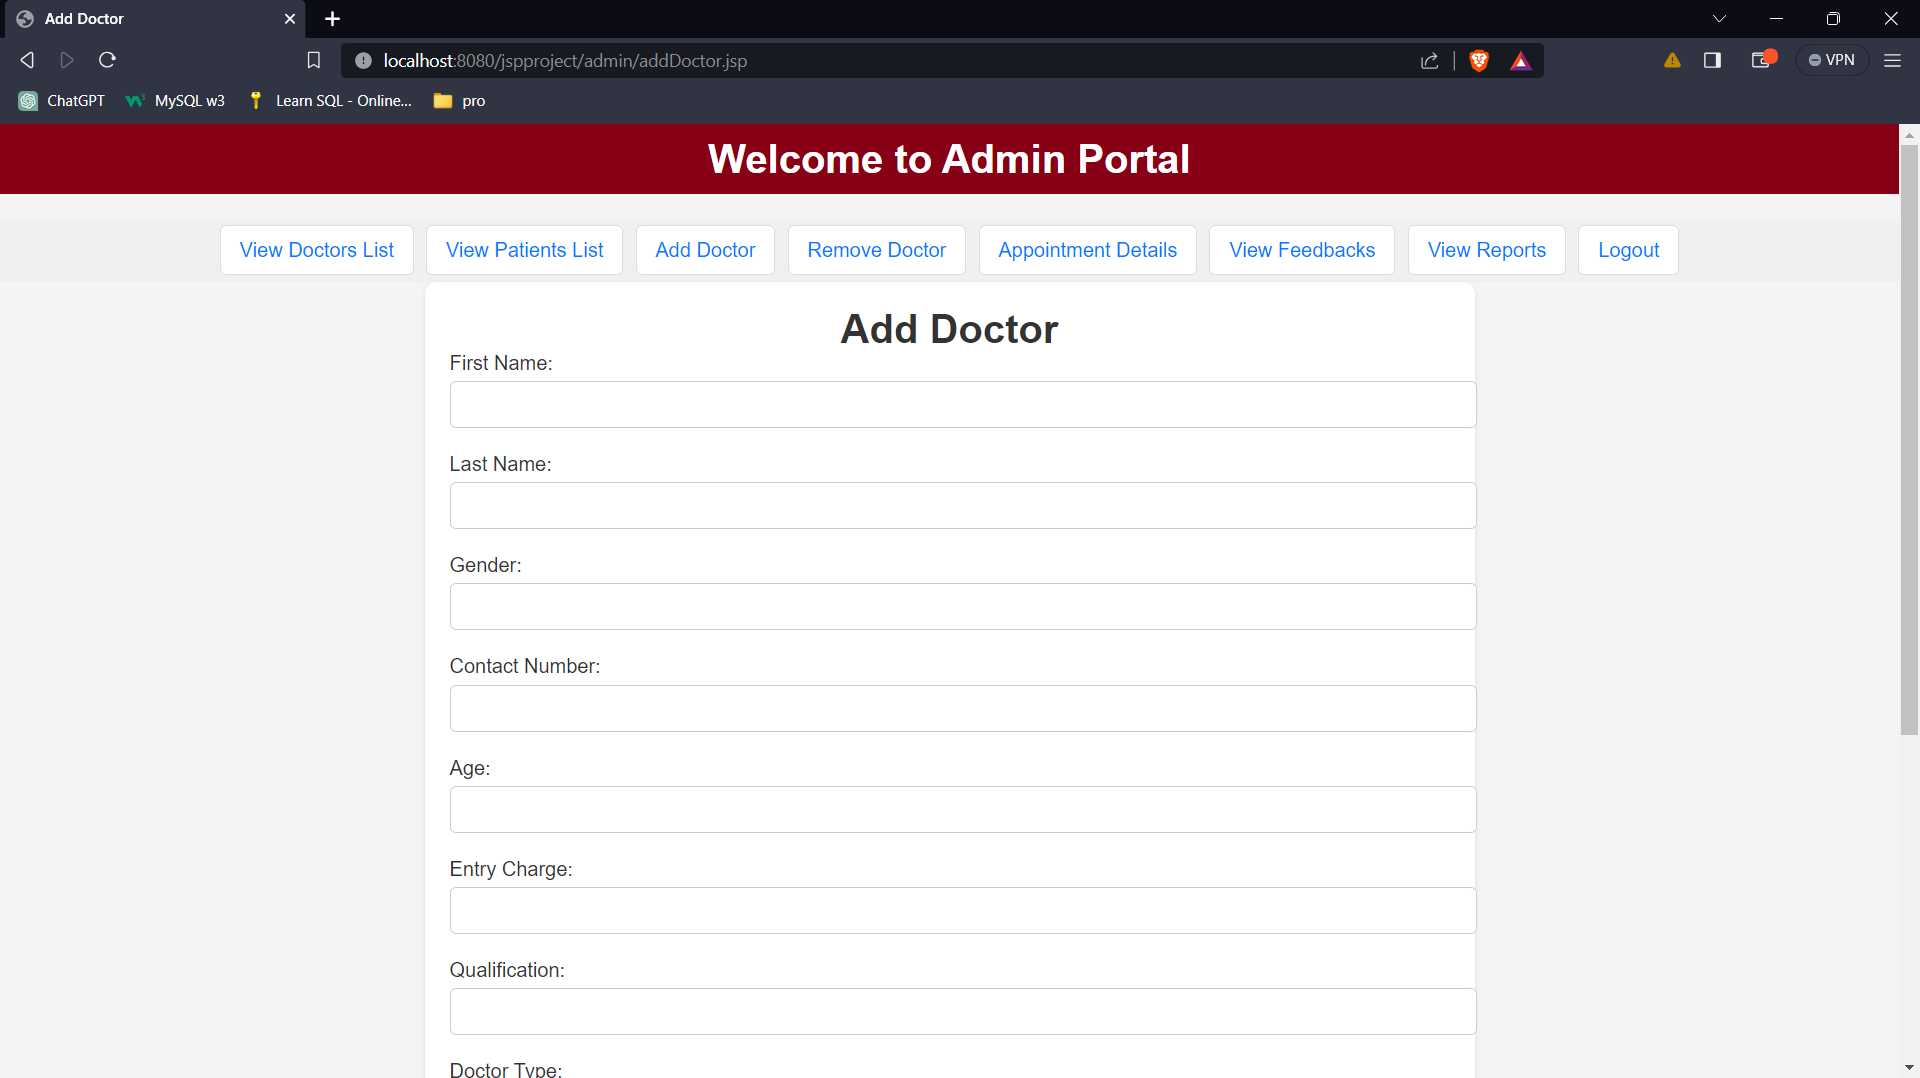 Add Doctor
localhost:8080/jspproject/admin/addDoctor.jsp
VPN
ChatGPT MySQL w3 Learn SQL - Online... pro
Welcome to Admin Portal
View Doctors List View Patients List Add Doctor Remove Doctor Appointment Details View Feedbacks View Reports Logout
Add Doctor
First Name:
Last Name:
Gender:
Contact Number:
Age:
Entry Charge:
Qualification:
Doctor Type: